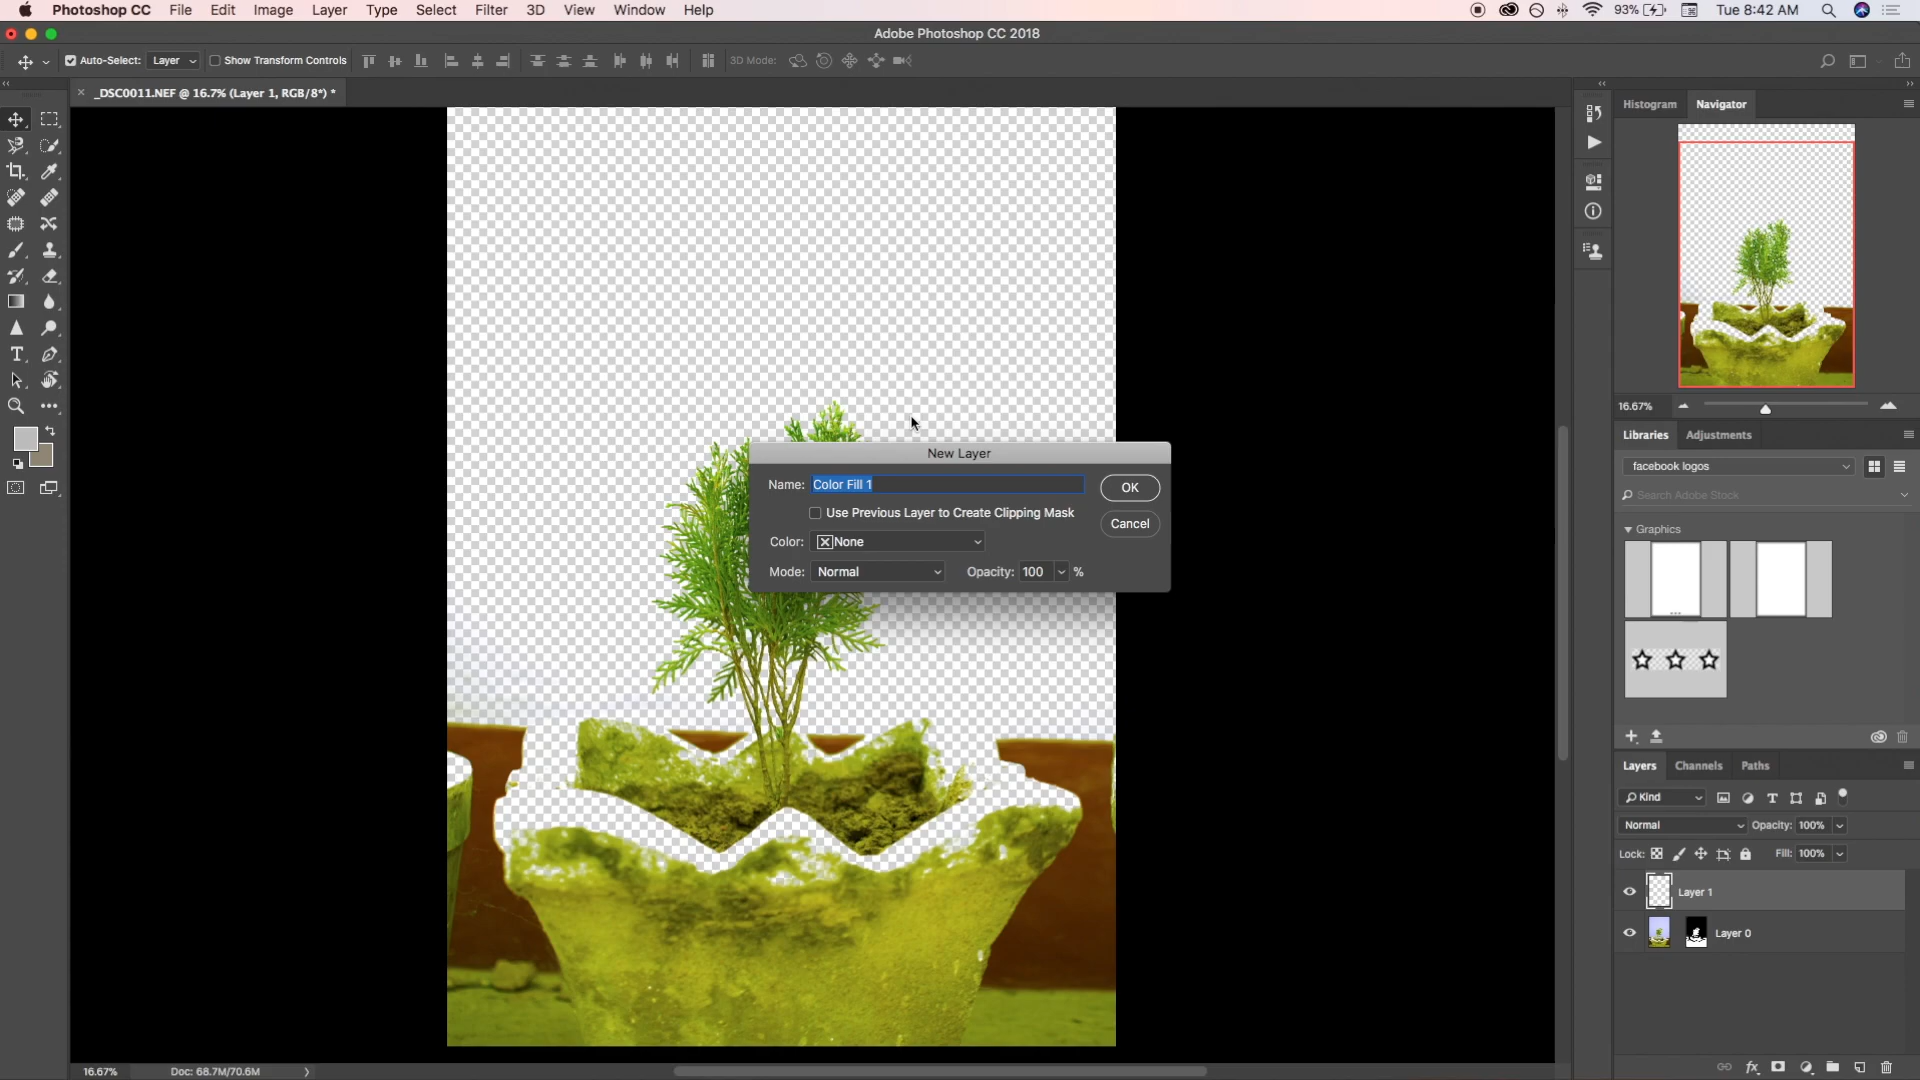 Photoshop CC File Edit Image Layer Type Select Filter 3D View Window Help 93% Tue 8:42 AM
Adobe Photoshop CC 2018
Auto-Select: Layer Show Transform Controls 3D Mode:
_DSC0011.NEF @ 16.7% (Layer 1, RGB/8*) *
Histogram Navigator
16.67%
Libraries Adjustments
facebook logos
Search Adobe Stock
Graphics
New Layer
Name: Color Fill 1 OK
Use Previous Layer to Create Clipping Mask
Cancel
Color: None
Mode: Normal Opacity: 100 %
Layers Channels Paths
Kind
Normal Opacity: 100%
Lock: Fill: 100%
Layer 1
Layer 0
16.67% Doc: 68.7M/70.6M